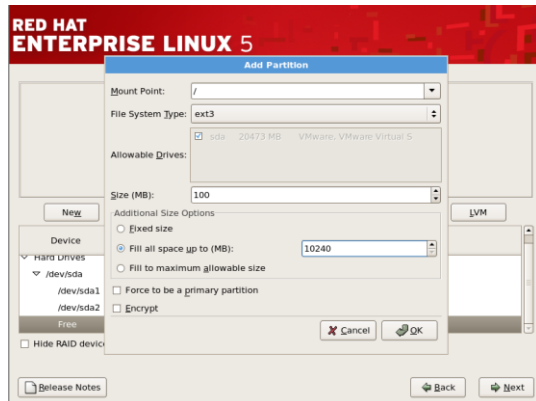 RED HAT
ENTERPRISE LINUX 5
Add Partition
Mount Point: /
File System Type: ext3
sda 20473 MB VMware, VMware Virtual S
Allowable Drives:
Size (MB): 100
Additional Size Options
Fixed size
Fill all space up to (MB): 10240
Fill to maximum allowable size
Force to be a primary partition
Encrypt
Cancel OK
New LVM
Device
Hard Drives
/dev/sda
/dev/sda1
/dev/sda2
Free
Hide RAID devic
Release Notes Back Next